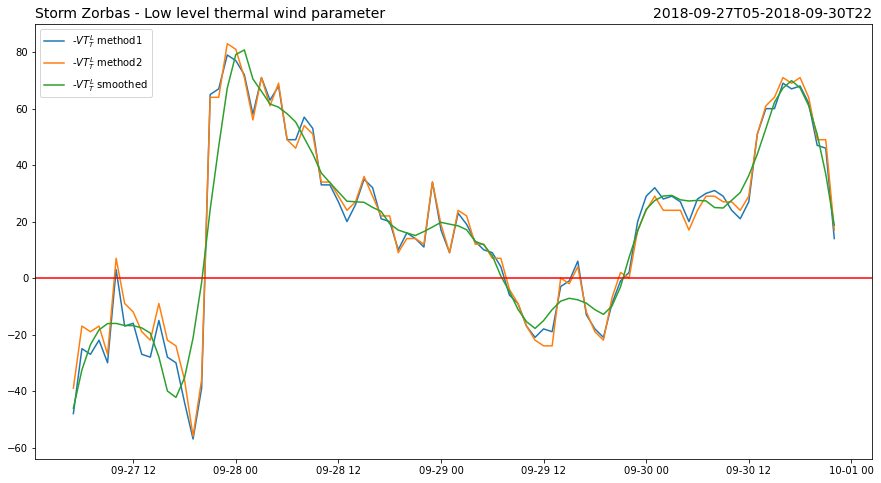 Storm Zorbas - Low level thermal wind parameter 2018-09-27T05-2018-09-30T22
-VT_T^L method1
-VT_T^L method2
-VT_T^L smoothed
80
60
40
20
0
−20
−40
−60
09-27 12 09-28 00 09-28 12 09-29 00 09-29 12 09-30 00 09-30 12 10-01 00